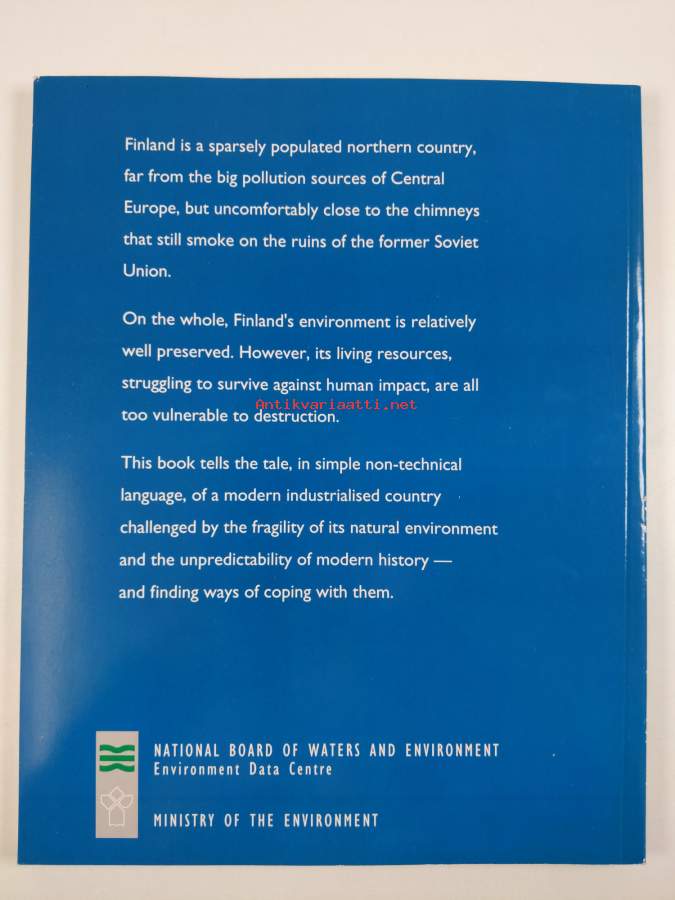 Finland is a sparsely populated northern country,
far from the big pollution sources of Central
Europe, but uncomfortably close to the chimneys
that still smoke on the ruins of the former Soviet
Union.
On the whole, Finland's environment is relatively
well preserved. However, its living resources,
struggling to survive against human impact, are all
Antikvariaatti.net
too vulnerable to destruction.
This book tells the tale, in simple non-technical
language, of a modern industrialised country
challenged by the fragility of its natural environment
and the unpredictability of modern history —
and finding ways of coping with them.
NATIONAL BOARD OF WATERS AND ENVIRONMENT
Environment Data Centre
MINISTRY OF THE ENVIRONMENT